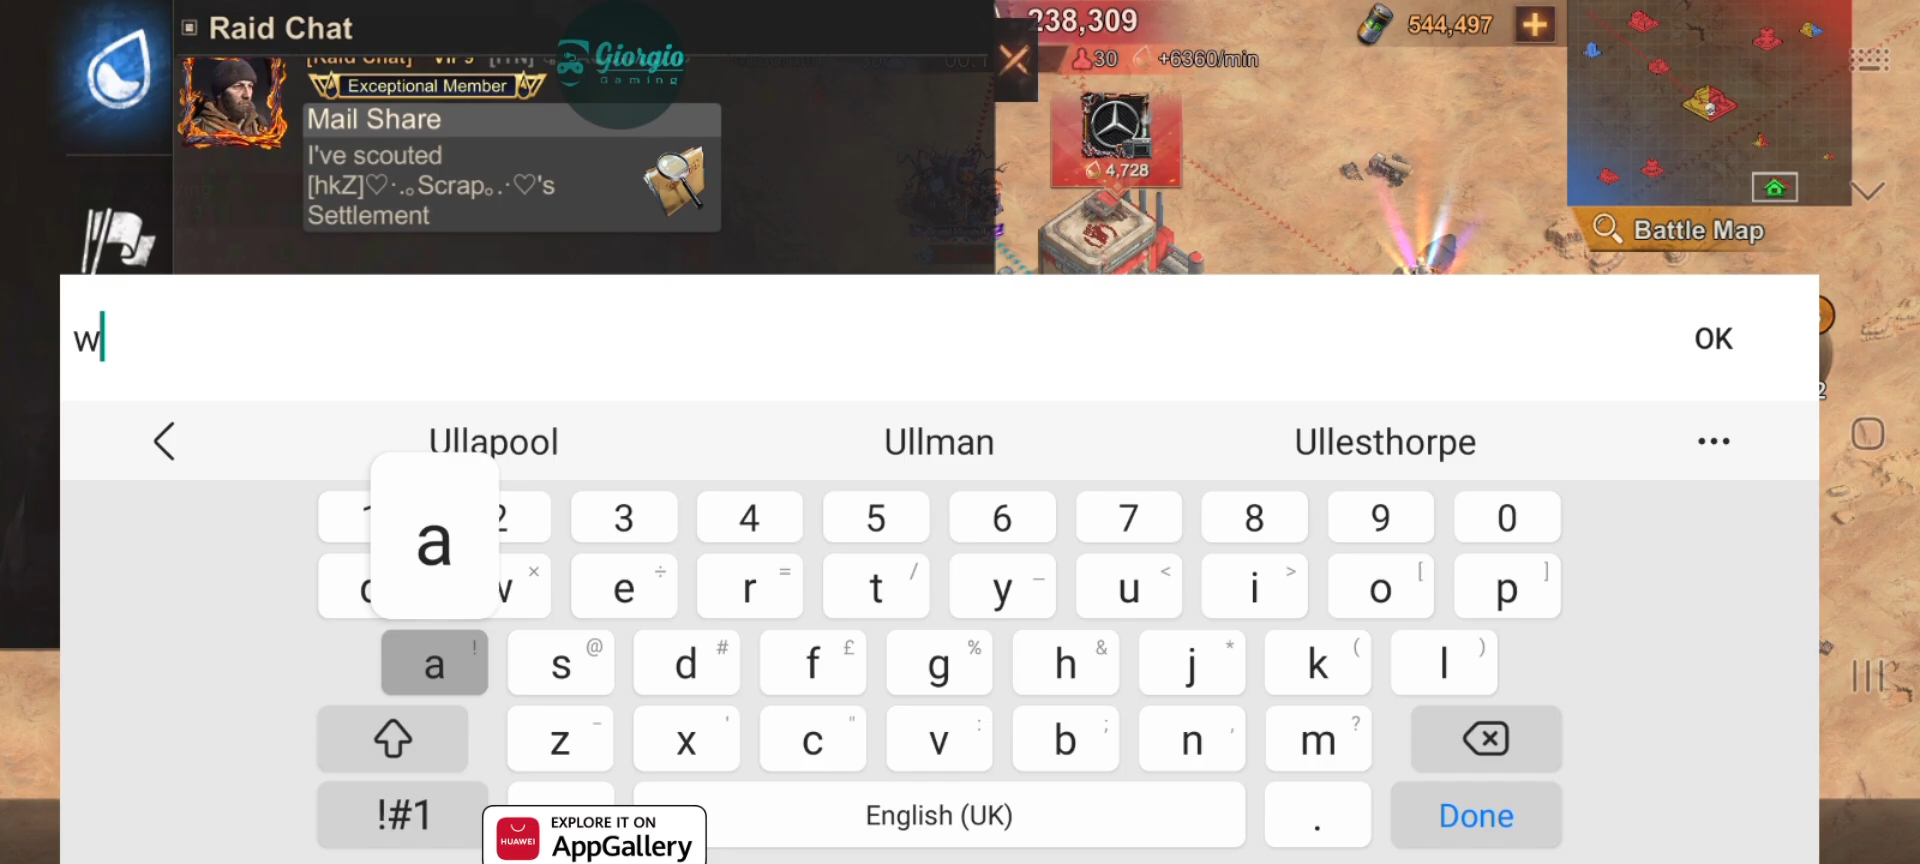 Raid Chat
Exceptional Member
Mail Share
I've scouted
[hkZ]♡·.。Scrap。.·♡'s
Settlement
Giorgio
Gaming
238,309
30 +6360/min
544,497
4,728
Battle Map
w
OK
Ullapool Ullman Ullesthorpe
a
3 4 5 6 7 8 9 0
e ÷ r = t / y _ u < i > o [ p ]
a ! s @ d # f £ g % h & j * k ( l )
z - x ' c " v : b ; n , m ?
!#1 English (UK) . Done
EXPLORE IT ON
HUAWEI AppGallery